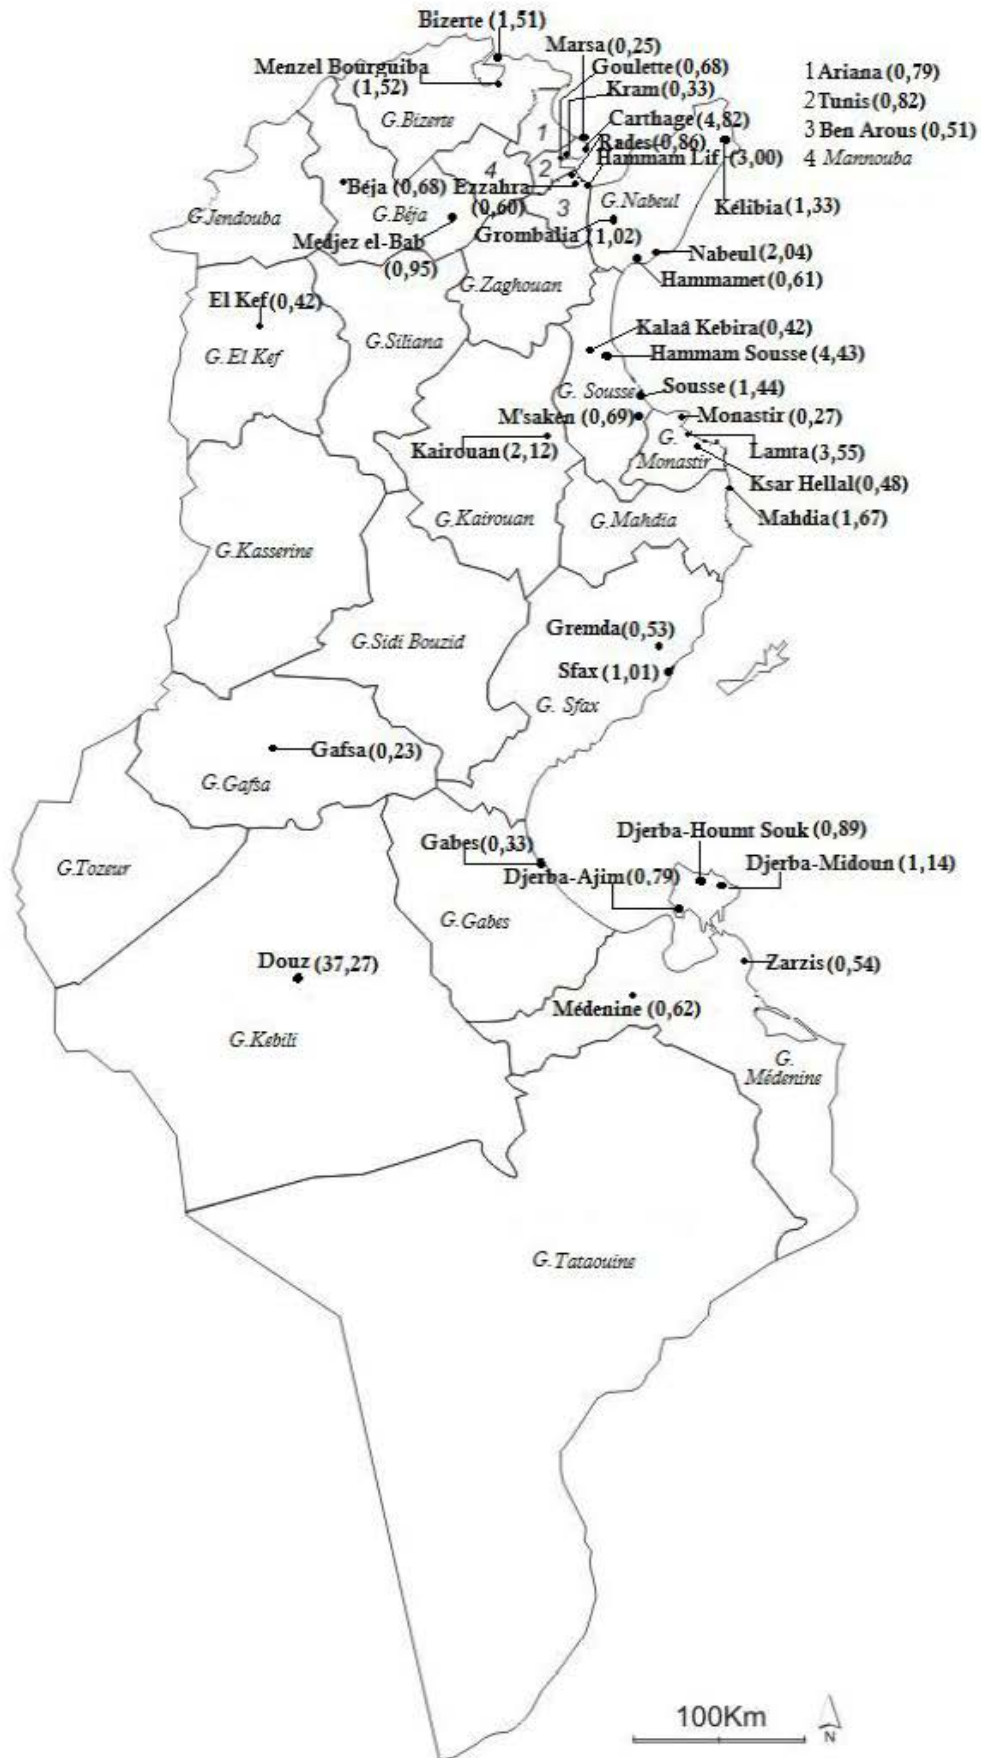 Bizerte (1,51)
Marsa (0,25)
Menzel Bourguiba
(1,52)
Goulette (0,68)
Kram (0,33)
1 Ariana (0,79)
G.Bizerte
Carthage (4,82)
2 Tunis (0,82)
1
Rades (0,86)
3 Ben Arous (0,51)
4
2
Hammam Lif (3,00)
4 Mannouba
Béja (0,68)
Ezzahra
(0,60)
G.Jendouba
G.Béja
3
G.Nabeul
Kélibia (1,33)
Medjez el-Bab
(0,95)
Grombalia (1,02)
Nabeul (2,04)
G.Zaghouan
Hammamet (0,61)
El Kef (0,42)
G.El Kef
G.Siliana
Kalaâ Kebira (0,42)
Hammam Sousse (4,43)
G. Sousse
Sousse (1,44)
M'saken (0,69)
Monastir (0,27)
Kairouan (2,12)
G.
Monastir
Lamta (3,55)
Ksar Hellal (0,48)
G.Kairouan
G.Mahdia
Mahdia (1,67)
G.Kasserine
Gremda (0,53)
G.Sidi Bouzid
Sfax (1,01)
G. Sfax
Gafsa (0,23)
G.Gafsa
Djerba-Houmt Souk (0,89)
Gabes (0,33)
G.Tozeur
Djerba-Midoun (1,14)
Djerba-Ajim (0,79)
G.Gabes
Douz (37,27)
Zarzis (0,54)
Médenine (0,62)
G.Kebili
G.
Médenine
G.Tataouine
100Km
N